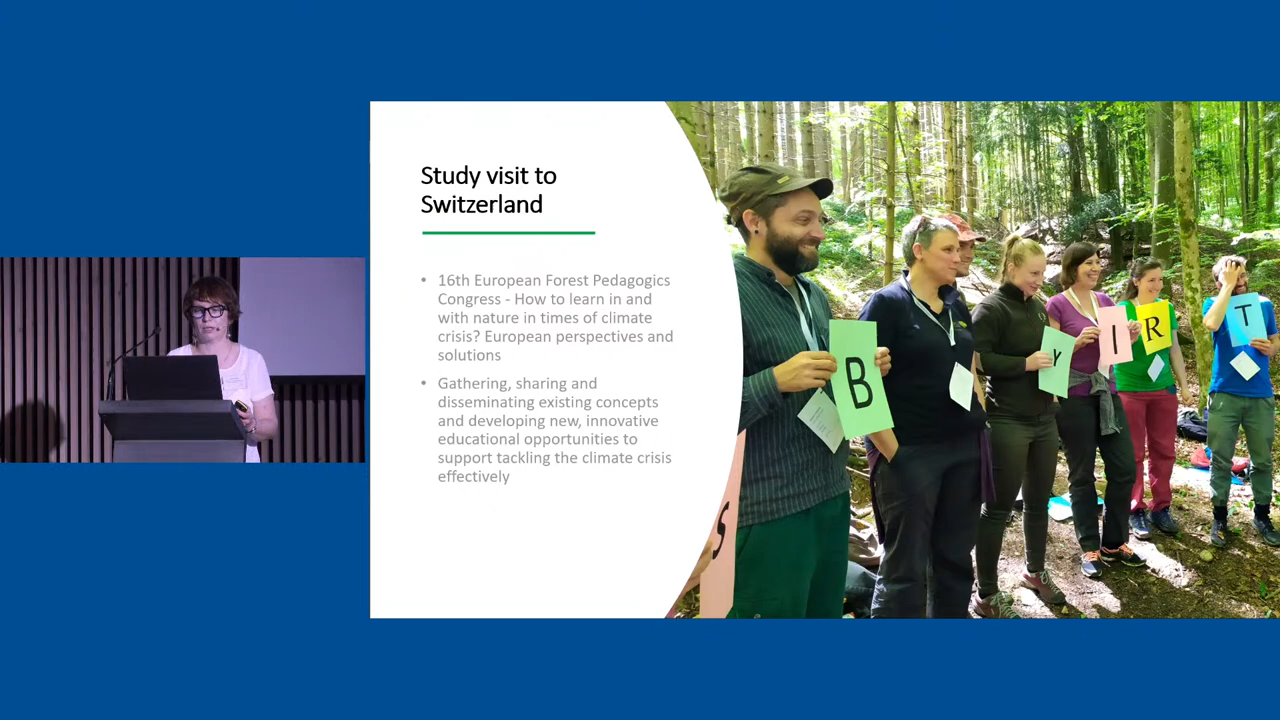 Study visit to
Switzerland
• 16th European Forest Pedagogics
Congress - How to learn in and
with nature in times of climate
crisis? European perspectives and
solutions
• Gathering, sharing and
disseminating existing concepts
and developing new, innovative
educational opportunities to
support tackling the climate crisis
effectively
S
B
Y
I
R
T